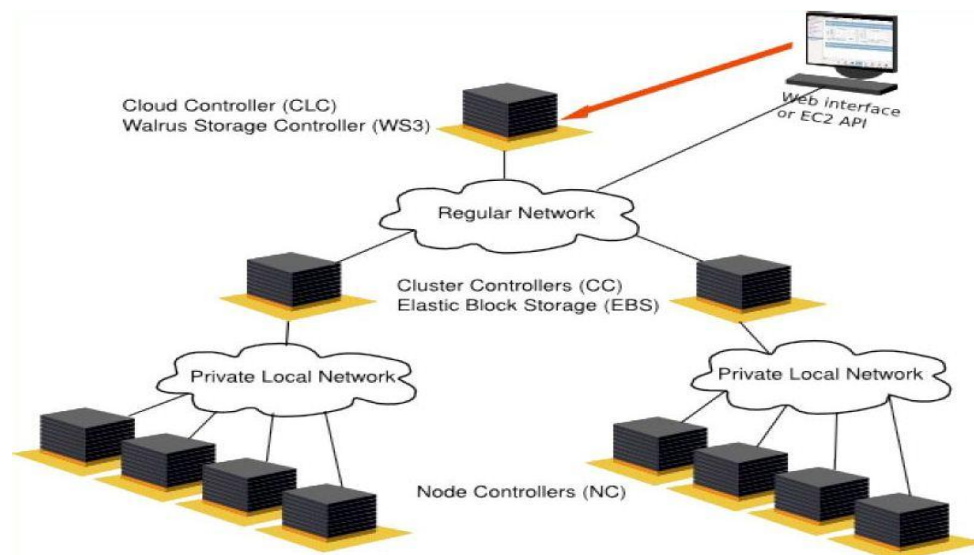 Cloud Controller (CLC)
Walrus Storage Controller (WS3)
Web interface
or EC2 API
Regular Network
Cluster Controllers (CC)
Elastic Block Storage (EBS)
Private Local Network
Private Local Network
Node Controllers (NC)